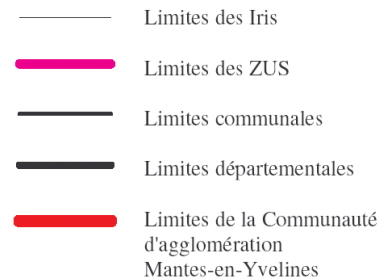 Limites des Iris
Limites des ZUS
Limites communales
Limites départementales
Limites de la Communauté
d'agglomération
Mantes-en-Yvelines